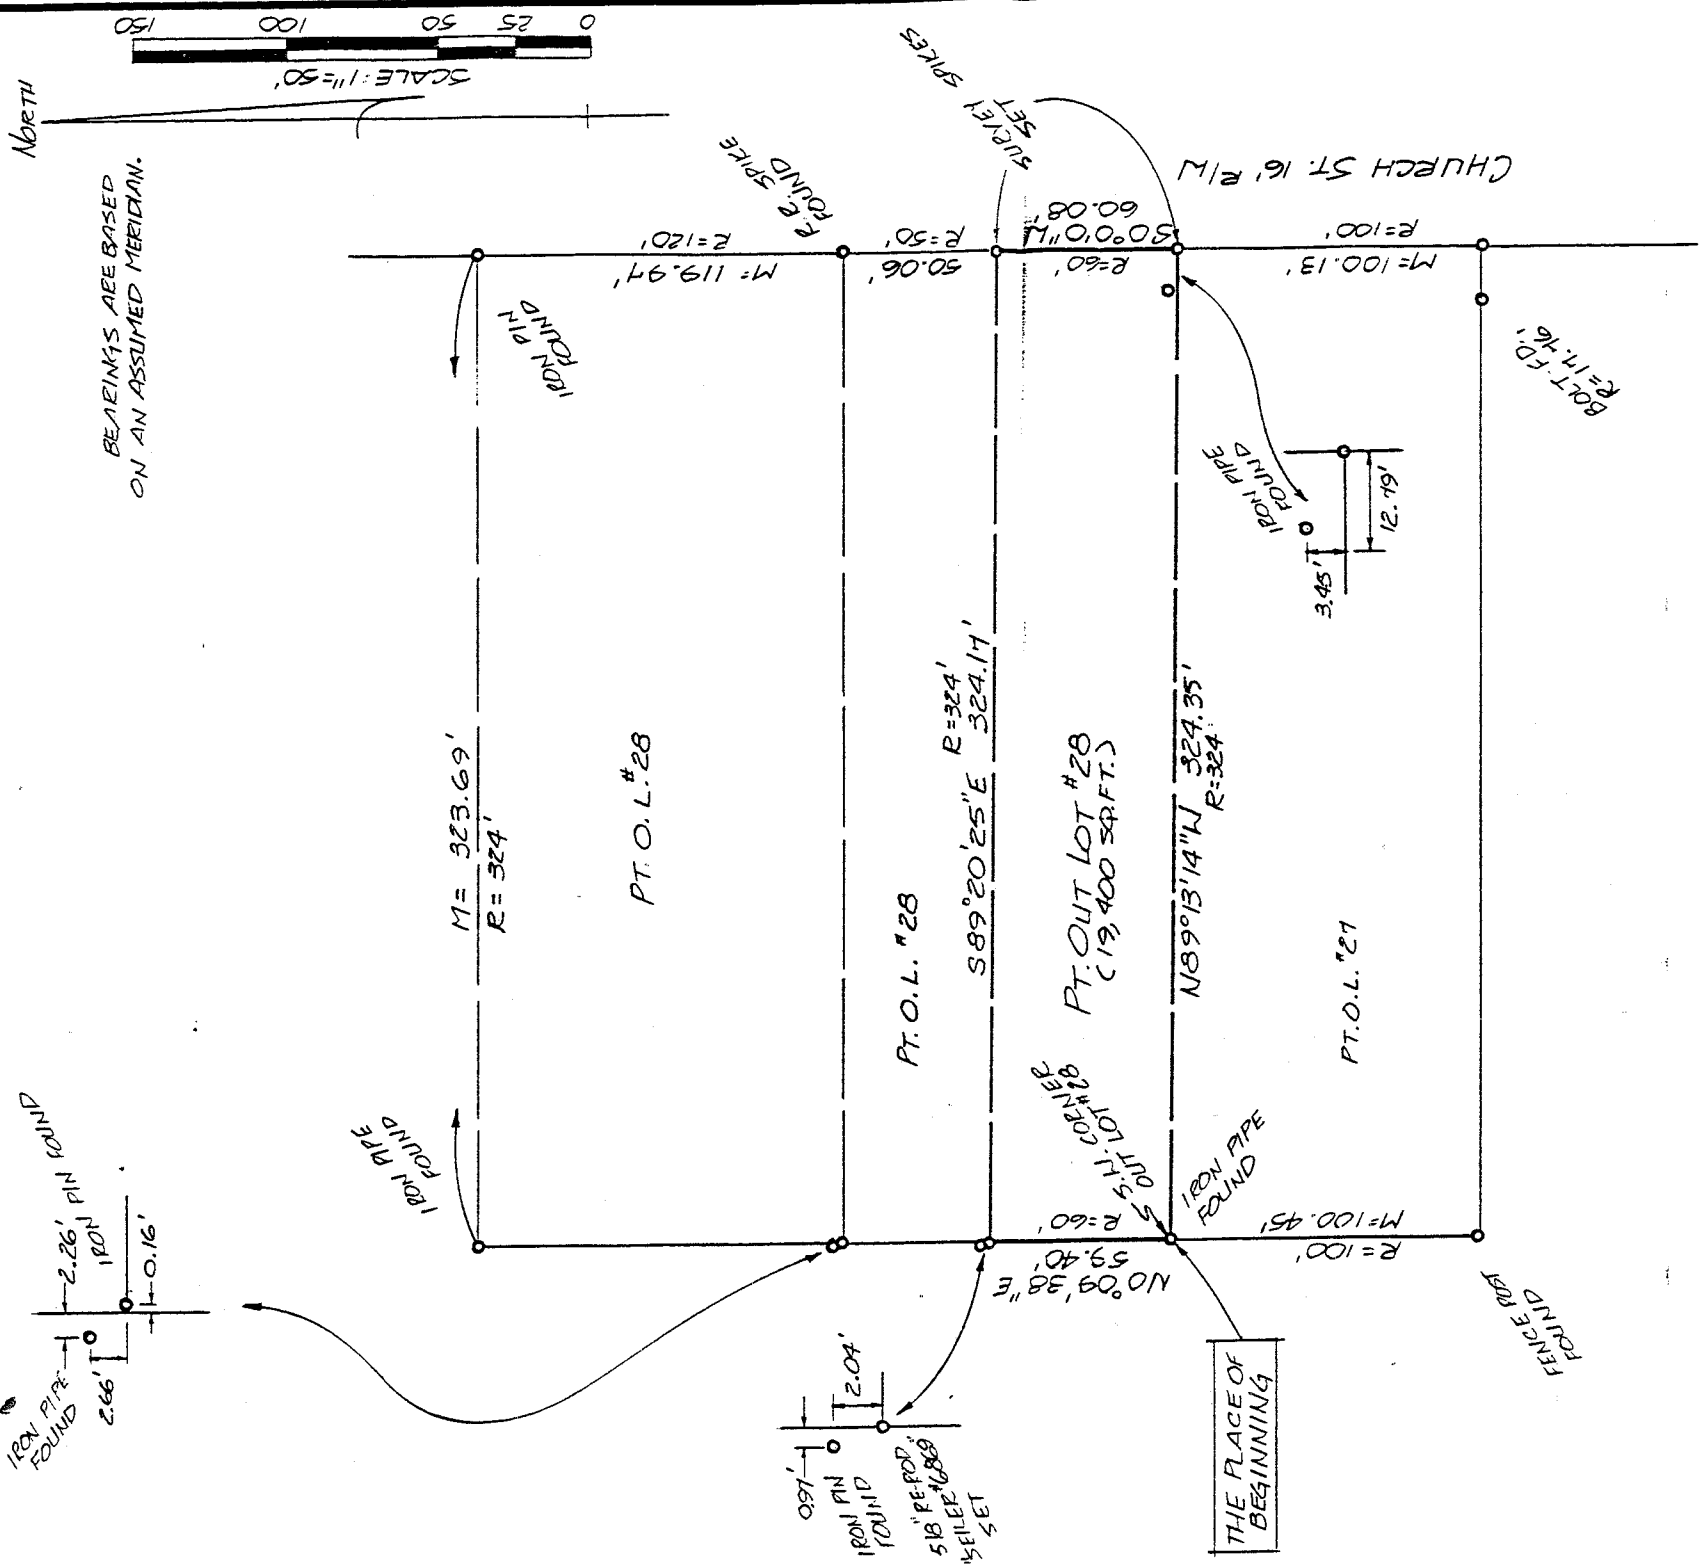 NORTH
SCALE: 1"=50'
150 100 50 25 0
BEARINGS ARE BASED
ON AN ASSUMED MERIDIAN.
SURVEY SPIKES
SET
CHURCH ST. 16' R/W
R.R. SPIKE
FOUND
R=120'
M=119.97'
R=50'
50.06'
S0°0'0"W
60.08'
R=60'
R=100'
M=100.13'
IRON PIN
FOUND
BOLT-FD.
R=17.46'
IRON PIPE
FOUND
12.79'
3.45'
M= 323.69'
R= 324'
PT. O.L. #28
R=324'
S89°20'25"E 324.17'
PT. O.L. #28
PT. OUT LOT #28
(19,400 SQ.FT.)
N89°13'14"W 324.35'
R=324'
PT. O.L. #27
S.W. CORNER
OUT LOT #28
IRON PIPE
FOUND
IRON PIPE
FOUND
R=60'
59.40'
N0°09'38"E
M=100.45'
R=100'
FENCE POST
FOUND
2.26'
IRON PIN FOUND
0.16'
IRON PIPE
FOUND
2.66'
2.04'
0.97'
IRON PIN
FOUND
5/8" RE-ROD
"SEILER #6869"
SET
THE PLACE OF
BEGINNING